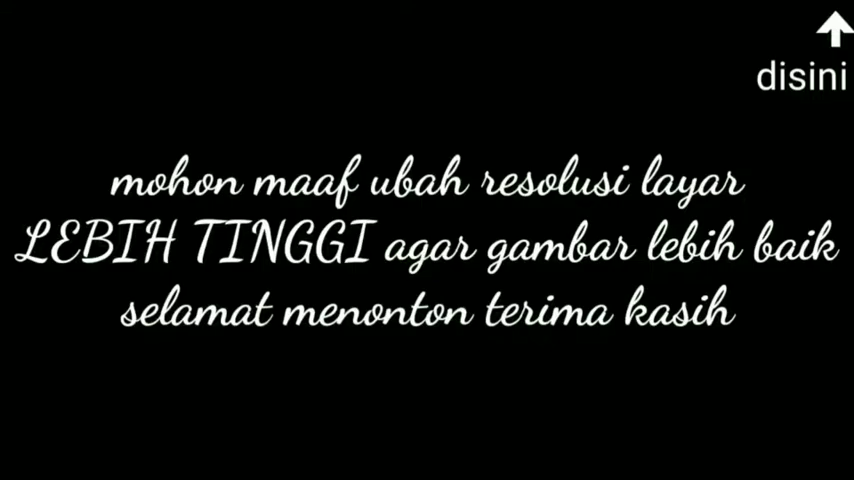 disini
mohon maaf ubah resolusi layar
LEBIH TINGGI agar gambar lebih baik
selamat menonton terima kasih